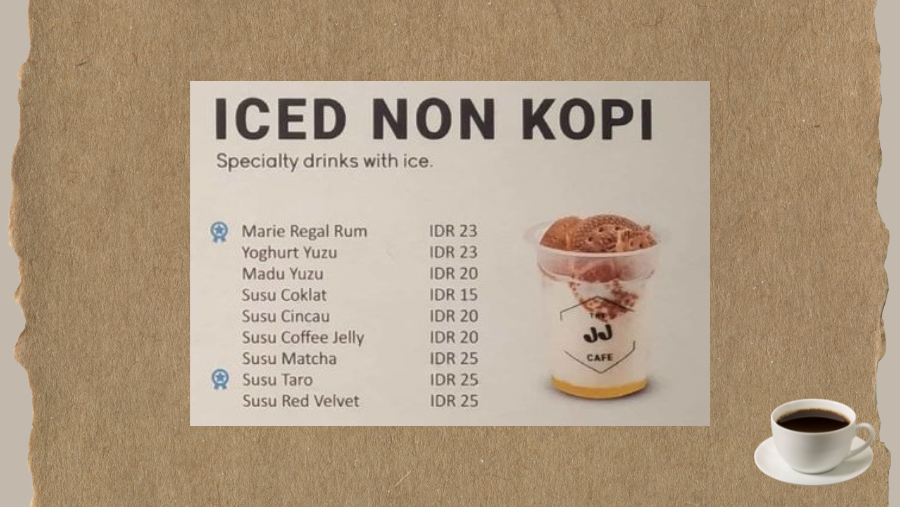 ICED NON KOPI
Specialty drinks with ice.
Marie Regal Rum IDR 23
Yoghurt Yuzu IDR 23
Madu Yuzu IDR 20
Susu Coklat IDR 15
Susu Cincau IDR 20
Susu Coffee Jelly IDR 20
Susu Matcha IDR 25
Susu Taro IDR 25
Susu Red Velvet IDR 25
THE
JJ
CAFE